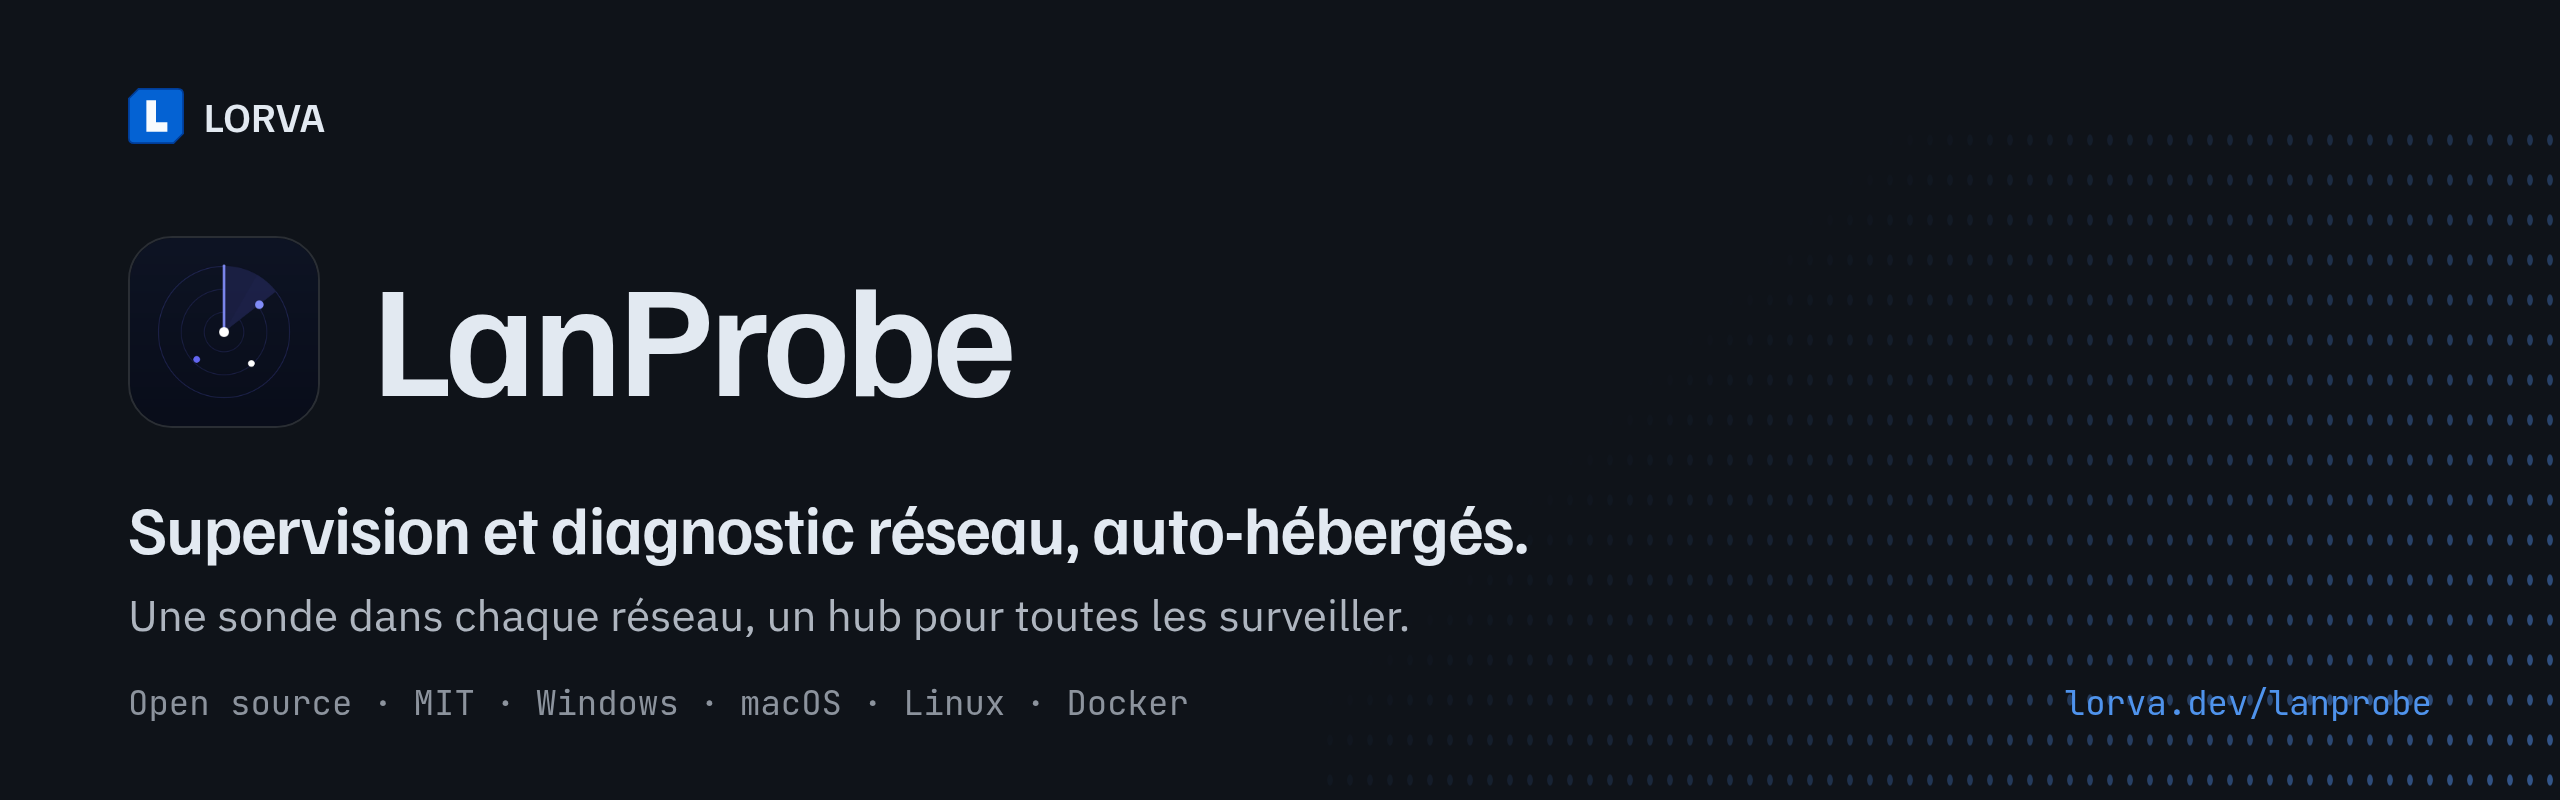 L LORVA
LanProbe
Supervision et diagnostic réseau, auto-hébergés.
Une sonde dans chaque réseau, un hub pour toutes les surveiller.
Open source · MIT · Windows · macOS · Linux · Docker
lorva.dev/lanprobe